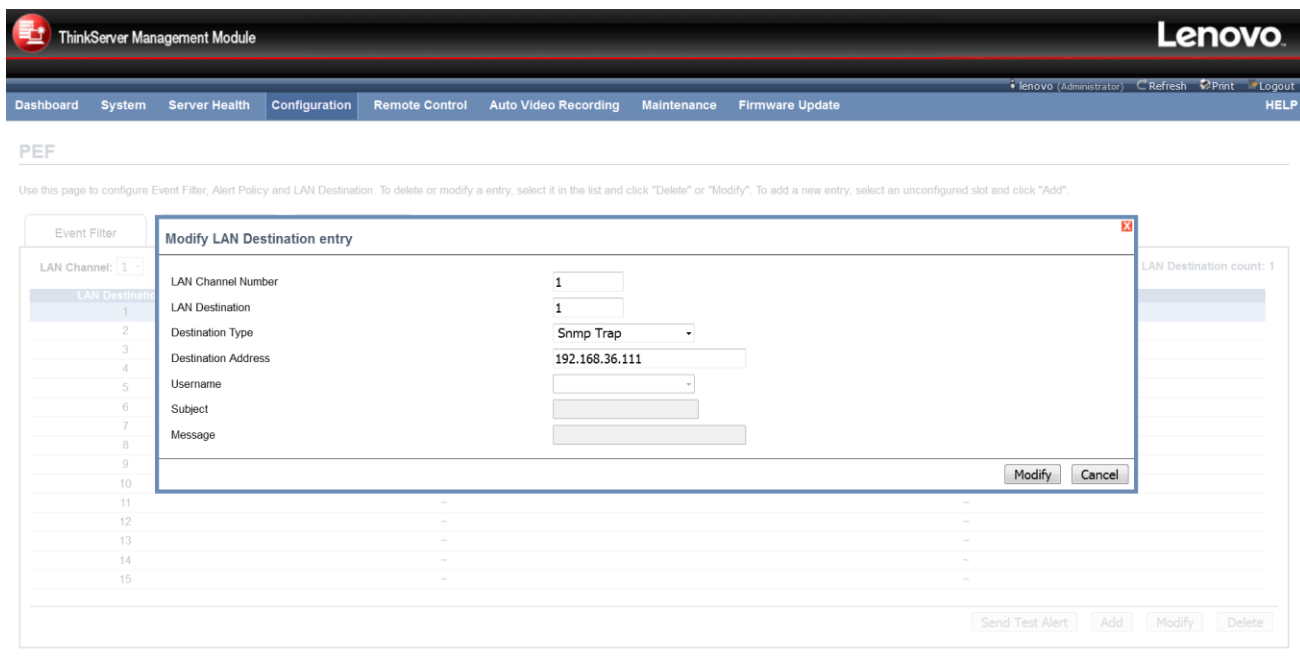 ThinkServer Management Module
Lenovo
lenovo (Administrator) Refresh Print Logout
Dashboard System Server Health Configuration Remote Control Auto Video Recording Maintenance Firmware Update HELP
PEF
Use this page to configure Event Filter, Alert Policy and LAN Destination. To delete or modify a entry, select it in the list and click "Delete" or "Modify". To add a new entry, select an unconfigured slot and click "Add".
Event Filter
LAN Channel: 1
LAN Destination count: 1
LAN Destinatio
1
2
3
4
5
6
7
8
9
10
11 ~ ~
12 ~ ~
13 ~ ~
14 ~ ~
15 ~ ~
Send Test Alert Add Modify Delete
Modify LAN Destination entry X
LAN Channel Number 1
LAN Destination 1
Destination Type Snmp Trap
Destination Address 192.168.36.111
Username
Subject
Message
Modify Cancel